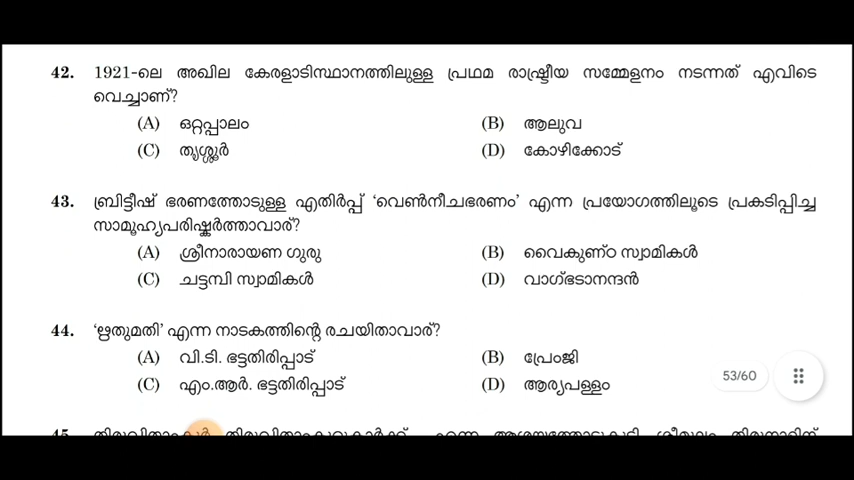 42. 1921-ലെ അഖില കേരളാടിസ്ഥാനത്തിലുള്ള പ്രഥമ രാഷ്ട്രീയ സമ്മേളനം നടന്നത് എവിടെ
വെച്ചാണ്?
(A) ഒറ്റപ്പാലം (B) ആലുവ
(C) തൃശ്ശൂർ (D) കോഴിക്കോട്
43. ബ്രിട്ടീഷ് ഭരണത്തോടുള്ള എതിർപ്പ് ‘വെൺനീചഭരണം’ എന്ന പ്രയോഗത്തിലൂടെ പ്രകടിപ്പിച്ച
സാമൂഹ്യപരിഷ്കർത്താവാര്?
(A) ശ്രീനാരായണ ഗുരു (B) വൈകുണ്ഠ സ്വാമികൾ
(C) ചട്ടമ്പി സ്വാമികൾ (D) വാഗ്ഭടാനന്ദൻ
44. ‘ഋതുമതി’ എന്ന നാടകത്തിന്റെ രചയിതാവാര്?
(A) വി.ടി. ഭട്ടതിരിപ്പാട് (B) പ്രേംജി
(C) എം.ആർ. ഭട്ടതിരിപ്പാട് (D) ആര്യപള്ളം
53/60
45.